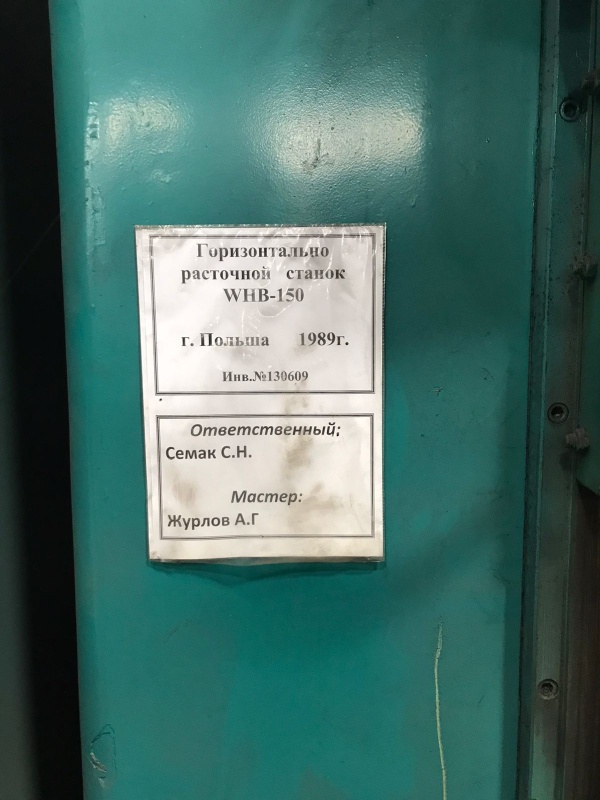 Горизонтально
расточной станок
WHB-150
г. Польша 1989г.
Инв.№130609
Ответственный;
Семак С.Н.
Мастер:
Журлов А.Г